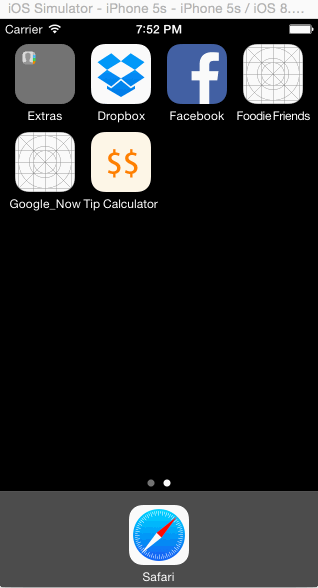 iOS Simulator - iPhone 5s - iPhone 5s / iOS 8....
Carrier 7:52 PM
Extras Dropbox Facebook FoodieFriends
$$
Google_Now Tip Calculator
Safari